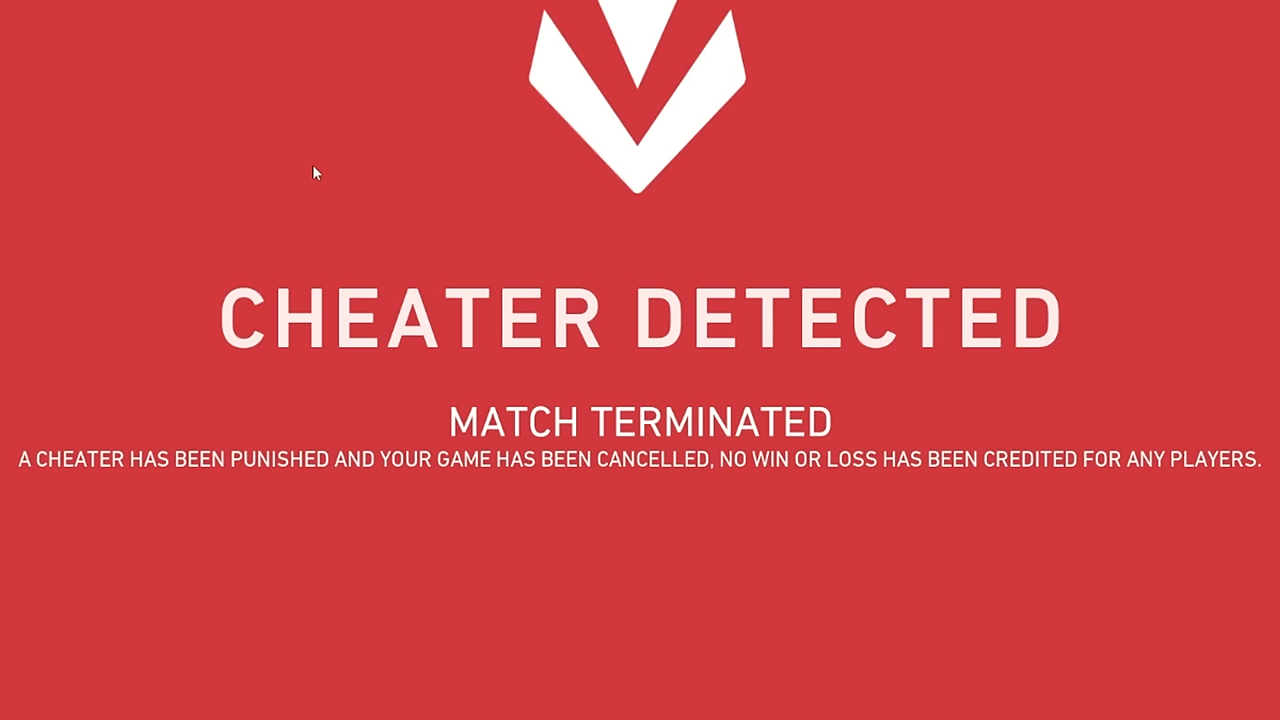 CHEATER DETECTED
MATCH TERMINATED
A CHEATER HAS BEEN PUNISHED AND YOUR GAME HAS BEEN CANCELLED, NO WIN OR LOSS HAS BEEN CREDITED FOR ANY PLAYERS.